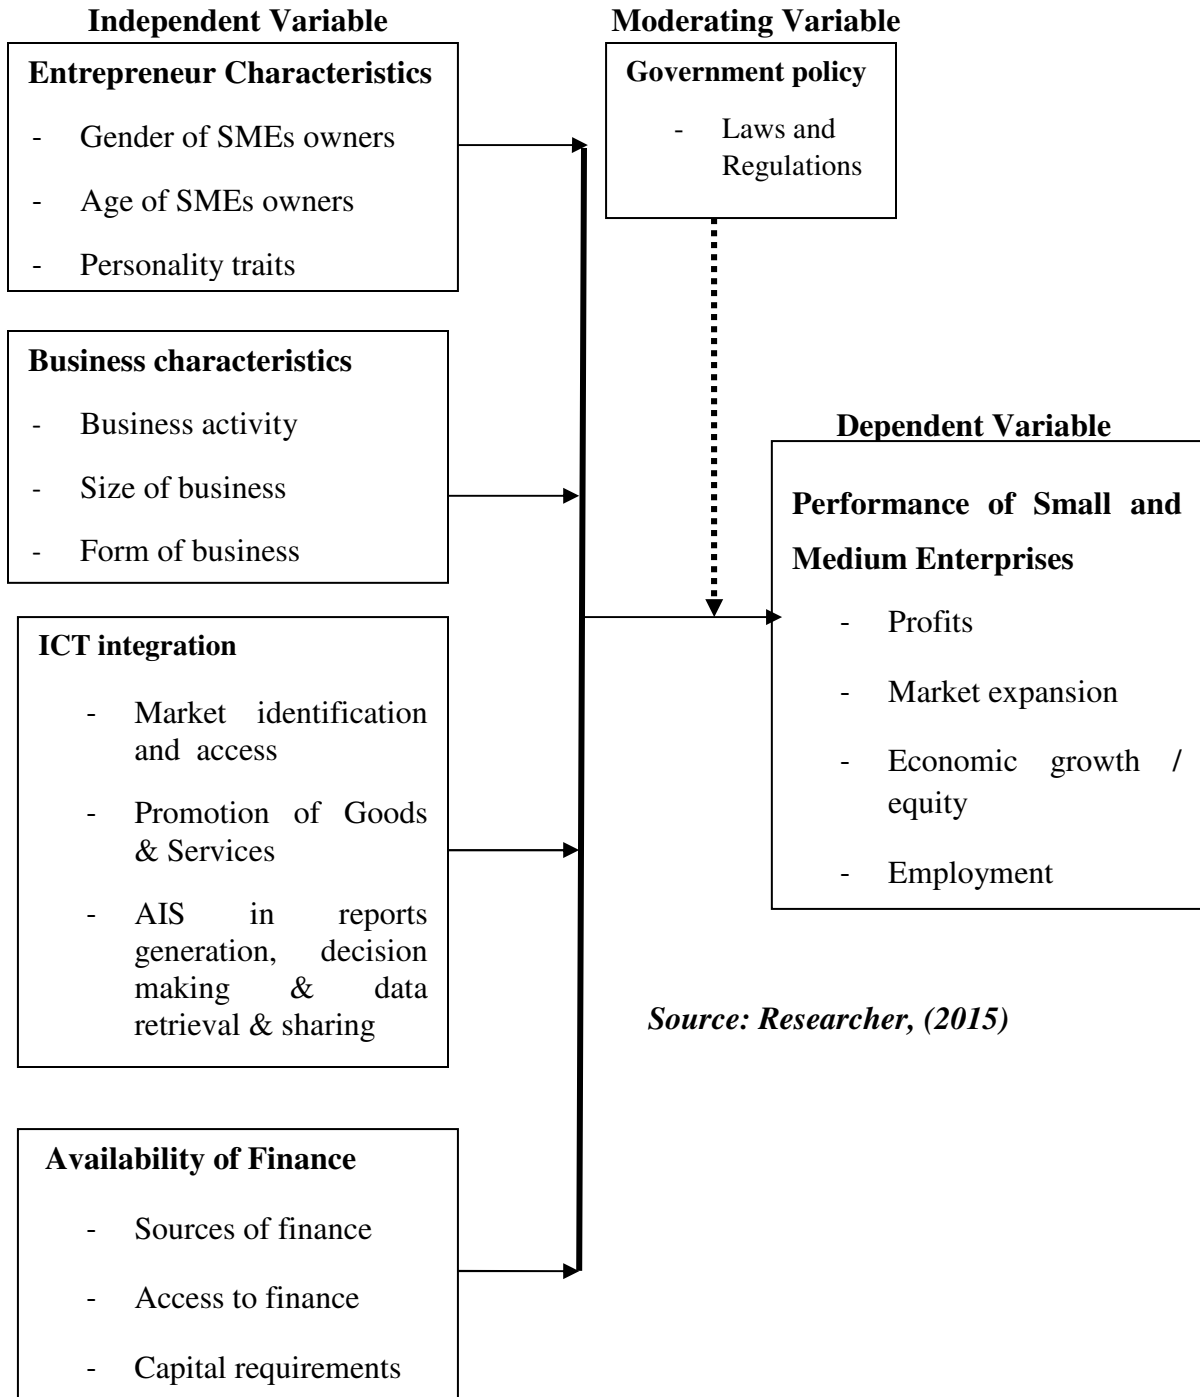 Independent Variable
Entrepreneur Characteristics
- Gender of SMEs owners
- Age of SMEs owners
- Personality traits
Business characteristics
- Business activity
- Size of business
- Form of business
ICT integration
- Market identification
and access
- Promotion of Goods
& Services
- AIS in reports
generation, decision
making & data
retrieval & sharing
Availability of Finance
- Sources of finance
- Access to finance
- Capital requirements
Moderating Variable
Government policy
- Laws and
Regulations
Dependent Variable
Performance of Small and
Medium Enterprises
- Profits
- Market expansion
- Economic growth /
equity
- Employment
Source: Researcher, (2015)